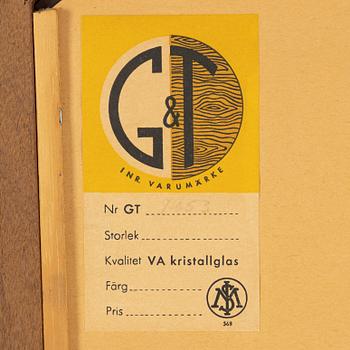 G&T
INR. VARUMÄRKE
Nr GT
Storlek
Kvalitet VA kristallglas
Färg
Pris
568